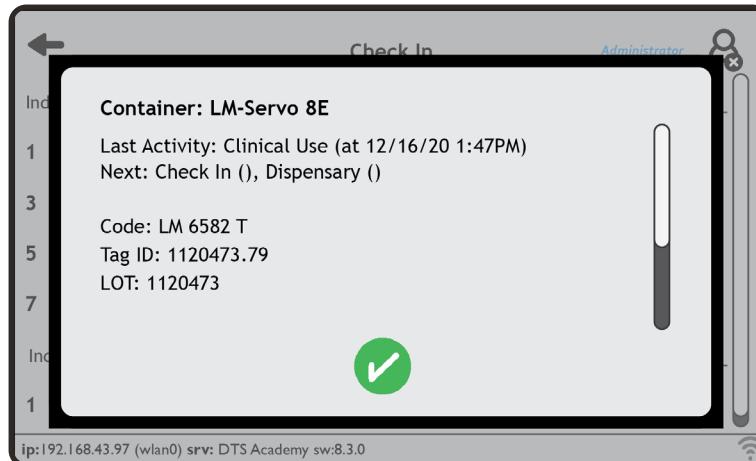 Check In
Administrator
Ind
1
3
5
7
Ind
1
Container: LM-Servo 8E
Last Activity: Clinical Use (at 12/16/20 1:47PM)
Next: Check In (), Dispensary ()
Code: LM 6582 T
Tag ID: 1120473.79
LOT: 1120473
ip:192.168.43.97 (wlan0) srv: DTS Academy sw:8.3.0